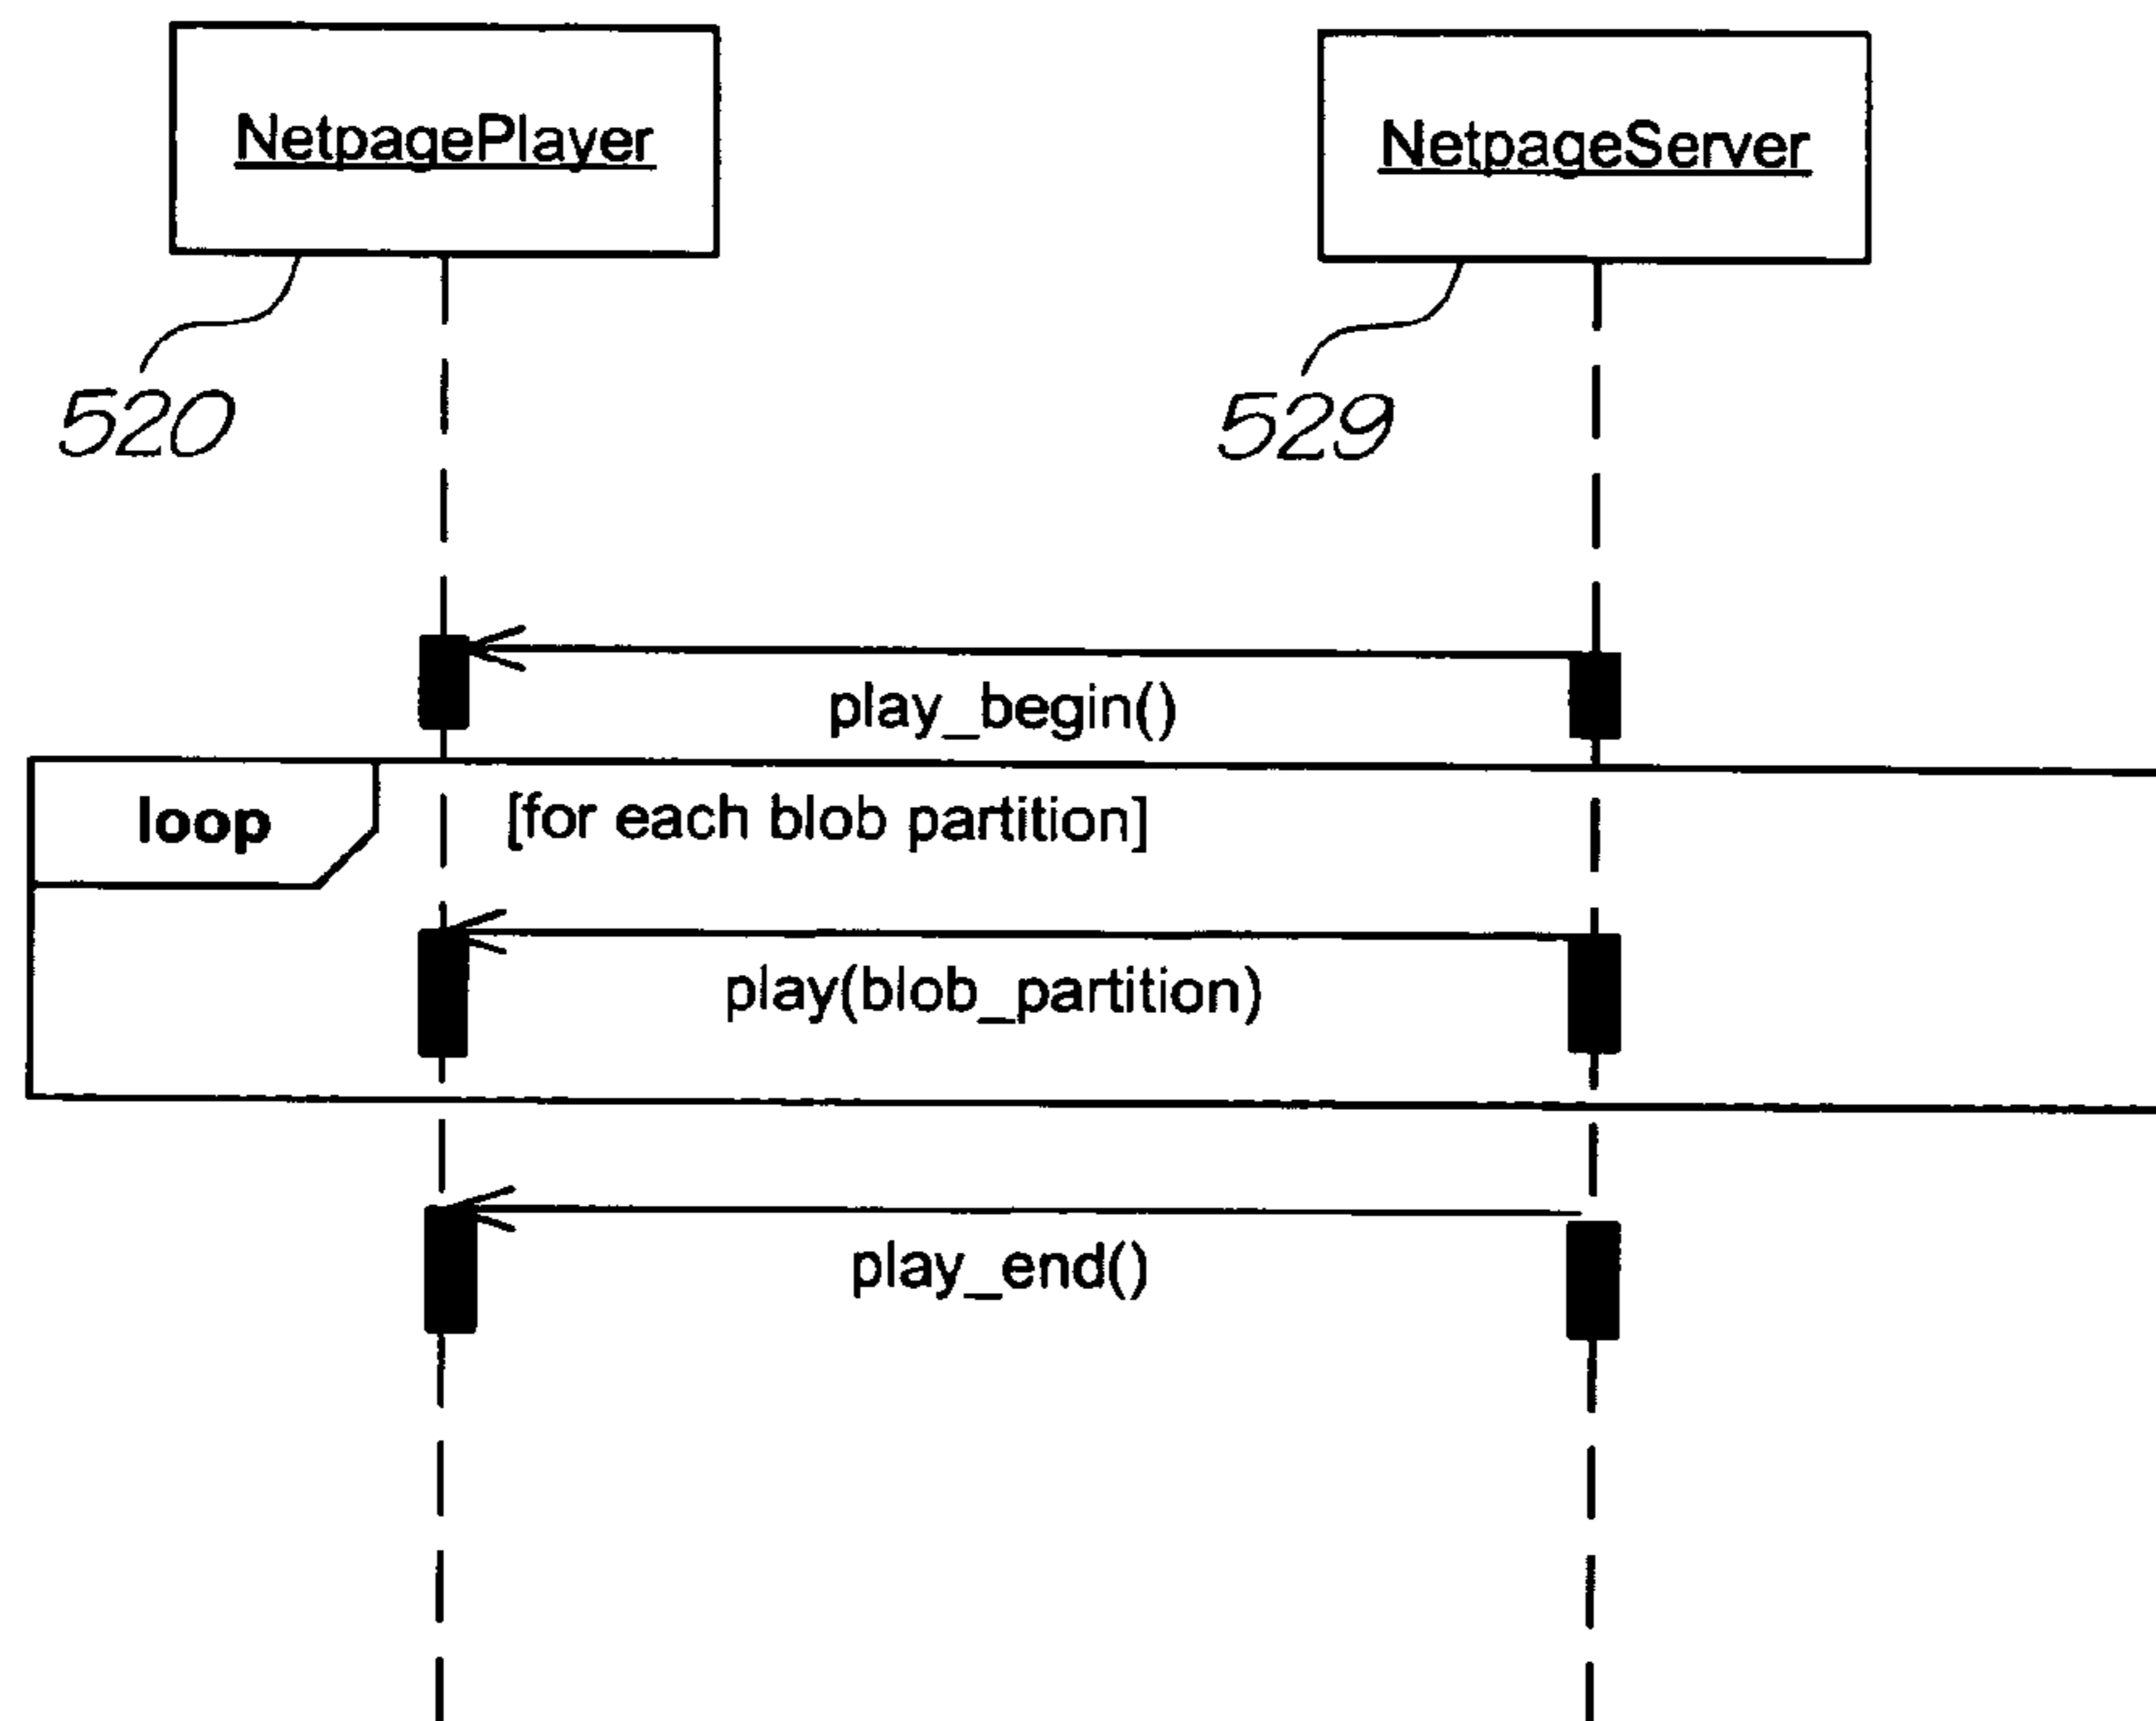 NetpagePlayer
NetpageServer
520
529
play_begin()
loop
[for each blob partition]
play(blob_partition)
play_end()